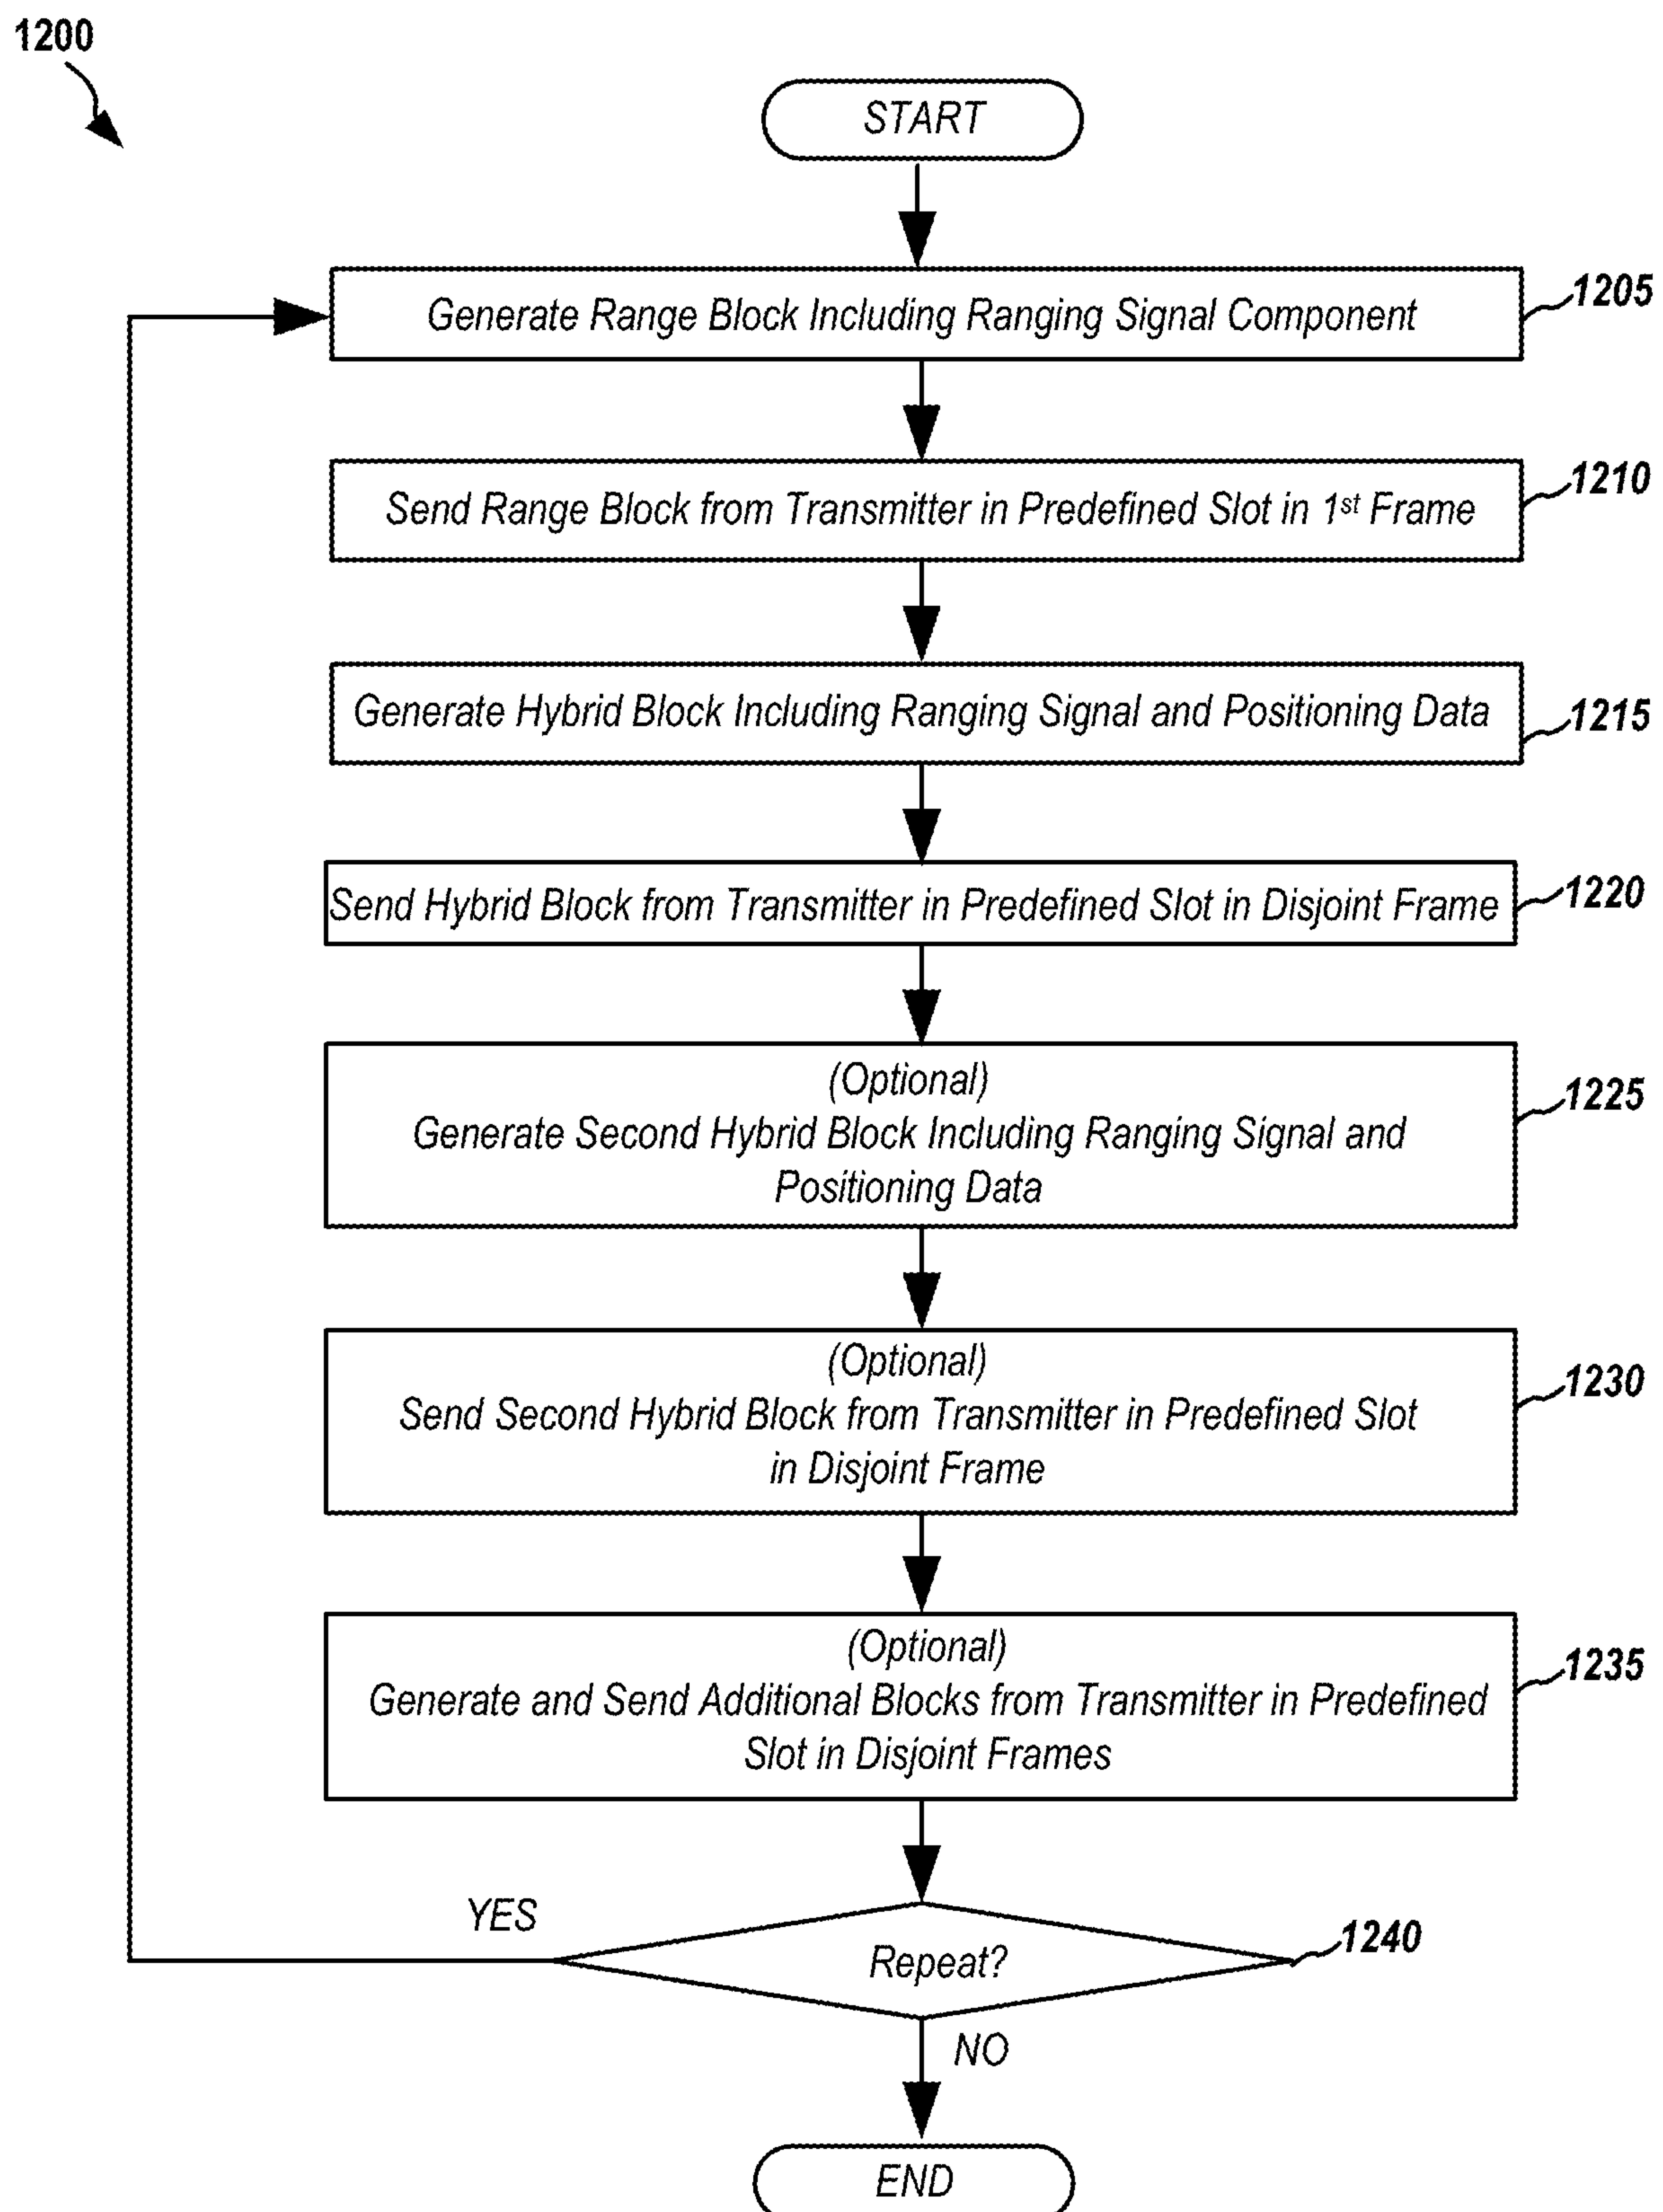 1200
START
Generate Range Block Including Ranging Signal Component
1205
Send Range Block from Transmitter in Predefined Slot in 1st Frame
1210
Generate Hybrid Block Including Ranging Signal and Positioning Data
1215
Send Hybrid Block from Transmitter in Predefined Slot in Disjoint Frame
1220
(Optional)
Generate Second Hybrid Block Including Ranging Signal and
Positioning Data
1225
(Optional)
Send Second Hybrid Block from Transmitter in Predefined Slot
in Disjoint Frame
1230
(Optional)
Generate and Send Additional Blocks from Transmitter in Predefined
Slot in Disjoint Frames
1235
YES
Repeat?
1240
NO
END